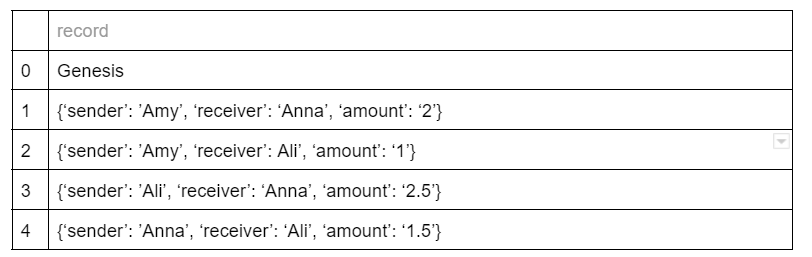 record
0 Genesis
1 {‘sender’: ’Amy’, ‘receiver’: ‘Anna’, ‘amount’: ‘2’}
2 {‘sender’: ’Amy’, ‘receiver’: Ali’, ‘amount’: ‘1’}
3 {‘sender’: ’Ali’, ‘receiver’: ‘Anna’, ‘amount’: ‘2.5’}
4 {‘sender’: ’Anna’, ‘receiver’: ‘Ali’, ‘amount’: ‘1.5’}